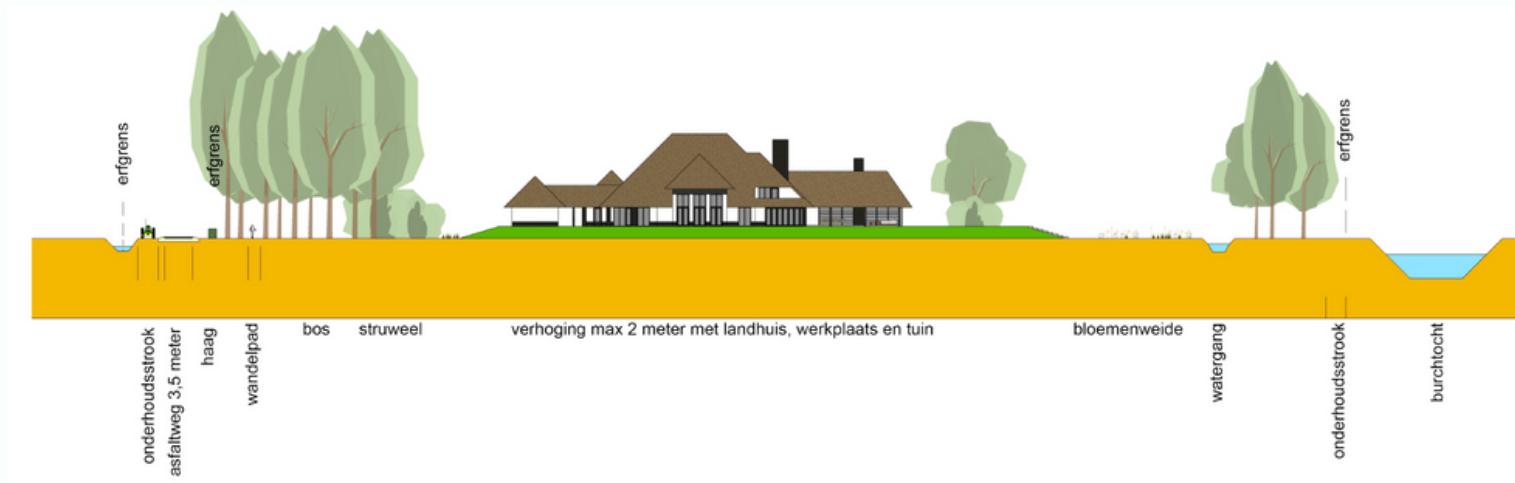 erfgrens
erfgrens
erfgrens
onderhoudsstrook
asfaltweg 3,5 meter
haag
wandelpad
bos
struweel
verhoging max 2 meter met landhuis, werkplaats en tuin
bloemenweide
watergang
onderhoudsstrook
burchtocht